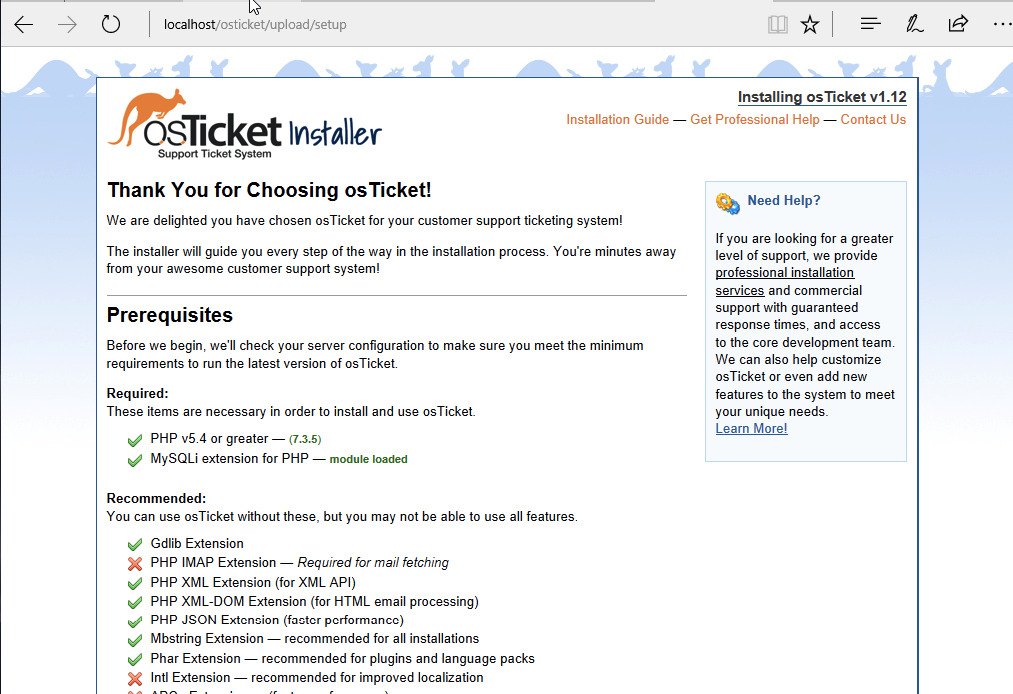 localhost/osticket/upload/setup
osTicket Installer
Support Ticket System
Installing osTicket v1.12
Installation Guide — Get Professional Help — Contact Us
Thank You for Choosing osTicket!
We are delighted you have chosen osTicket for your customer support ticketing system!
The installer will guide you every step of the way in the installation process. You're minutes away
from your awesome customer support system!
Need Help?
If you are looking for a greater
level of support, we provide
professional installation
services and commercial
support with guaranteed
response times, and access
to the core development team.
We can also help customize
osTicket or even add new
features to the system to meet
your unique needs.
Learn More!
Prerequisites
Before we begin, we'll check your server configuration to make sure you meet the minimum
requirements to run the latest version of osTicket.
Required:
These items are necessary in order to install and use osTicket.
PHP v5.4 or greater — (7.3.5)
MySQLi extension for PHP — module loaded
Recommended:
You can use osTicket without these, but you may not be able to use all features.
Gdlib Extension
PHP IMAP Extension — Required for mail fetching
PHP XML Extension (for XML API)
PHP XML-DOM Extension (for HTML email processing)
PHP JSON Extension (faster performance)
Mbstring Extension — recommended for all installations
Phar Extension — recommended for plugins and language packs
Intl Extension — recommended for improved localization